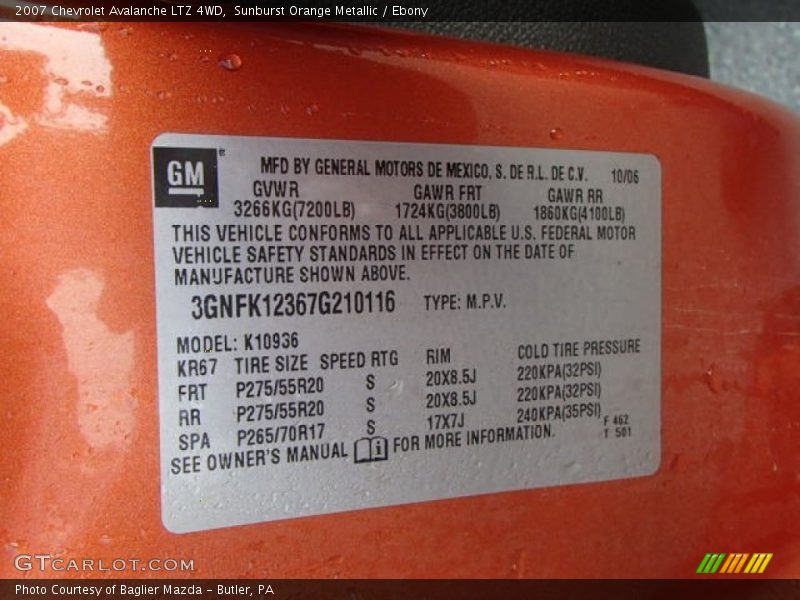 2007 Chevrolet Avalanche LTZ 4WD, Sunburst Orange Metallic / Ebony
GM
MFD BY GENERAL MOTORS DE MEXICO, S. DE R.L. DE C.V. 10/06
GVWR GAWR FRT GAWR RR
3266KG(7200LB) 1724KG(3800LB) 1860KG(4100LB)
THIS VEHICLE CONFORMS TO ALL APPLICABLE U.S. FEDERAL MOTOR
VEHICLE SAFETY STANDARDS IN EFFECT ON THE DATE OF
MANUFACTURE SHOWN ABOVE.
3GNFK12367G210116 TYPE: M.P.V.
MODEL: K10936
KR67 TIRE SIZE SPEED RTG RIM COLD TIRE PRESSURE
FRT P275/55R20 S 20X8.5J 220KPA(32PSI)
RR P275/55R20 S 20X8.5J 220KPA(32PSI)
SPA P265/70R17 S 17X7J 240KPA(35PSI)
SEE OWNER'S MANUAL FOR MORE INFORMATION.
F 462
T 501
GTCARLOT.COM
Photo Courtesy of Baglier Mazda - Butler, PA